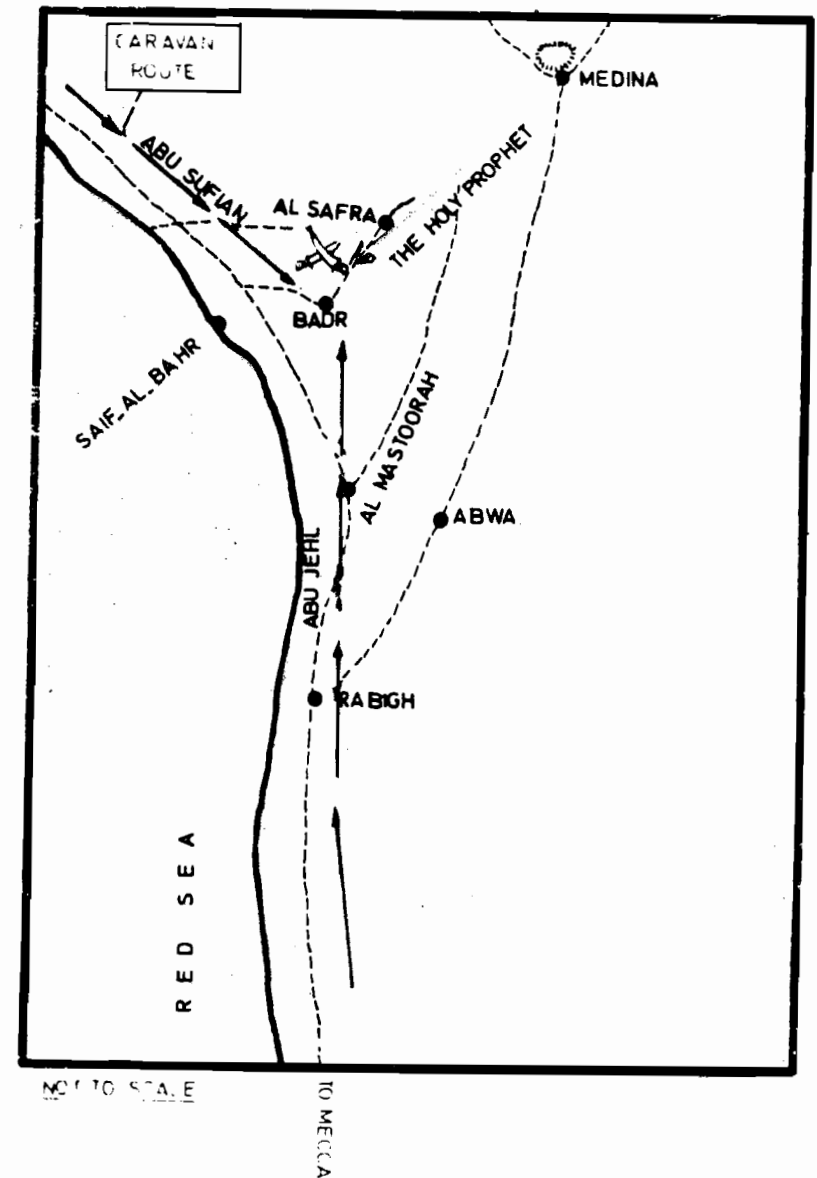 CARAVAN
ROUTE
MEDINA
ABU SUFIAN
AL SAFRA
THE HOLY PROPHET
BADR
SAIF-AL-BAHR
AL MASTOORAH
ABWA
ABU JEHL
RABIGH
RED SEA
NOT TO SCALE
TO MECCA